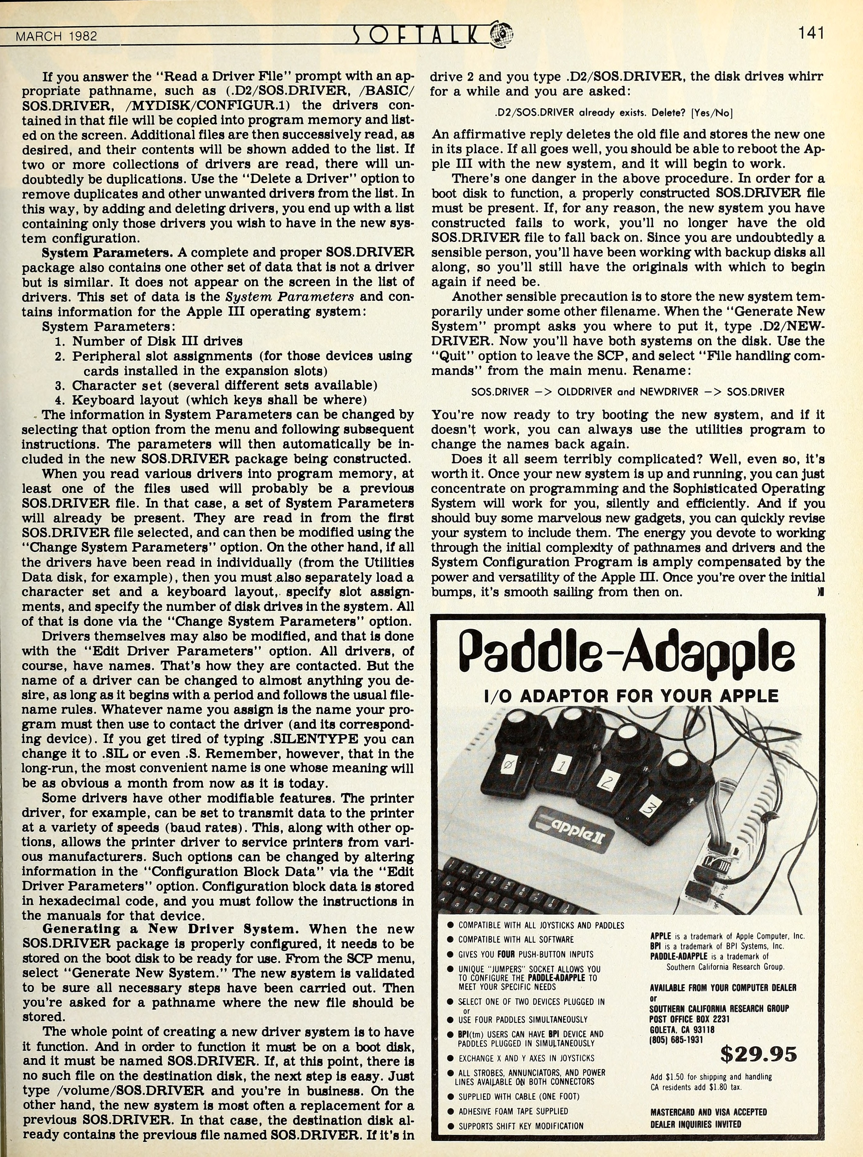 MARCH 1982
SOFTALK
141
If you answer the "Read a Driver File" prompt with an ap-
propriate pathname, such as (.D2/SOS.DRIVER, /BASIC/
SOS.DRIVER, /MYDISK/CONFIGUR.1) the drivers con-
tained in that file will be copied into program memory and list-
ed on the screen. Additional files are then successively read, as
desired, and their contents will be shown added to the list. If
two or more collections of drivers are read, there will un-
doubtedly be duplications. Use the "Delete a Driver" option to
remove duplicates and other unwanted drivers from the list. In
this way, by adding and deleting drivers, you end up with a list
containing only those drivers you wish to have in the new sys-
tem configuration.
System Parameters. A complete and proper SOS.DRIVER
package also contains one other set of data that is not a driver
but is similar. It does not appear on the screen in the list of
drivers. This set of data is the System Parameters and con-
tains information for the Apple III operating system:
System Parameters:
1. Number of Disk III drives
2. Peripheral slot assignments (for those devices using
cards installed in the expansion slots)
3. Character set (several different sets available)
4. Keyboard layout (which keys shall be where)
The information in System Parameters can be changed by
selecting that option from the menu and following subsequent
instructions. The parameters will then automatically be in-
cluded in the new SOS.DRIVER package being constructed.
When you read various drivers into program memory, at
least one of the files used will probably be a previous
SOS.DRIVER file. In that case, a set of System Parameters
will already be present. They are read in from the first
SOS.DRIVER file selected, and can then be modified using the
"Change System Parameters" option. On the other hand, if all
the drivers have been read in individually (from the Utilities
Data disk, for example), then you must also separately load a
character set and a keyboard layout, specify slot assign-
ments, and specify the number of disk drives in the system. All
of that is done via the "Change System Parameters" option.
Drivers themselves may also be modified, and that is done
with the "Edit Driver Parameters" option. All drivers, of
course, have names. That's how they are contacted. But the
name of a driver can be changed to almost anything you de-
sire, as long as it begins with a period and follows the usual file-
name rules. Whatever name you assign is the name your pro-
gram must then use to contact the driver (and its correspond-
ing device). If you get tired of typing .SILENTYPE you can
change it to .SIL or even .S. Remember, however, that in the
long-run, the most convenient name is one whose meaning will
be as obvious a month from now as it is today.
Some drivers have other modifiable features. The printer
driver, for example, can be set to transmit data to the printer
at a variety of speeds (baud rates). This, along with other op-
tions, allows the printer driver to service printers from vari-
ous manufacturers. Such options can be changed by altering
information in the "Configuration Block Data" via the "Edit
Driver Parameters" option. Configuration block data is stored
in hexadecimal code, and you must follow the instructions in
the manuals for that device.
Generating a New Driver System. When the new
SOS.DRIVER package is properly configured, it needs to be
stored on the boot disk to be ready for use. From the SCP menu,
select "Generate New System." The new system is validated
to be sure all necessary steps have been carried out. Then
you're asked for a pathname where the new file should be
stored.
The whole point of creating a new driver system is to have
it function. And in order to function it must be on a boot disk,
and it must be named SOS.DRIVER. If, at this point, there is
no such file on the destination disk, the next step is easy. Just
type /volume/SOS.DRIVER and you're in business. On the
other hand, the new system is most often a replacement for a
previous SOS.DRIVER. In that case, the destination disk al-
ready contains the previous file named SOS.DRIVER. If it's in
drive 2 and you type .D2/SOS.DRIVER, the disk drives whirr
for a while and you are asked:
.D2/SOS.DRIVER already exists. Delete? [Yes/No]
An affirmative reply deletes the old file and stores the new one
in its place. If all goes well, you should be able to reboot the Ap-
ple III with the new system, and it will begin to work.
There's one danger in the above procedure. In order for a
boot disk to function, a properly constructed SOS.DRIVER file
must be present. If, for any reason, the new system you have
constructed fails to work, you'll no longer have the old
SOS.DRIVER file to fall back on. Since you are undoubtedly a
sensible person, you'll have been working with backup disks all
along, so you'll still have the originals with which to begin
again if need be.
Another sensible precaution is to store the new system tem-
porarily under some other filename. When the "Generate New
System" prompt asks you where to put it, type .D2/NEW-
DRIVER. Now you'll have both systems on the disk. Use the
"Quit" option to leave the SCP, and select "File handling com-
mands" from the main menu. Rename:
SOS.DRIVER —> OLDDRIVER and NEWDRIVER —> SOS.DRIVER
You're now ready to try booting the new system, and if it
doesn't work, you can always use the utilities program to
change the names back again.
Does it all seem terribly complicated? Well, even so, it's
worth it. Once your new system is up and running, you can just
concentrate on programming and the Sophisticated Operating
System will work for you, silently and efficiently. And if you
should buy some marvelous new gadgets, you can quickly revise
your system to include them. The energy you devote to working
through the initial complexity of pathnames and drivers and the
System Configuration Program is amply compensated by the
power and versatility of the Apple III. Once you're over the initial
bumps, it's smooth sailing from then on.
Paddle-Adapple
I/O ADAPTOR FOR YOUR APPLE
0
1
2
3
apple II
● COMPATIBLE WITH ALL JOYSTICKS AND PADDLES
● COMPATIBLE WITH ALL SOFTWARE
● GIVES YOU FOUR PUSH-BUTTON INPUTS
● UNIQUE "JUMPERS" SOCKET ALLOWS YOU
TO CONFIGURE THE PADDLE-ADAPPLE TO
MEET YOUR SPECIFIC NEEDS
● SELECT ONE OF TWO DEVICES PLUGGED IN
or
● USE FOUR PADDLES SIMULTANEOUSLY
● BPI(tm) USERS CAN HAVE BPI DEVICE AND
PADDLES PLUGGED IN SIMULTANEOUSLY
● EXCHANGE X AND Y AXES IN JOYSTICKS
● ALL STROBES, ANNUNCIATORS, AND POWER
LINES AVAILABLE ON BOTH CONNECTORS
● SUPPLIED WITH CABLE (ONE FOOT)
● ADHESIVE FOAM TAPE SUPPLIED
● SUPPORTS SHIFT KEY MODIFICATION
APPLE is a trademark of Apple Computer, Inc.
BPI is a trademark of BPI Systems, Inc.
PADDLE-ADAPPLE is a trademark of
Southern California Research Group.
AVAILABLE FROM YOUR COMPUTER DEALER
or
SOUTHERN CALIFORNIA RESEARCH GROUP
POST OFFICE BOX 2231
GOLETA, CA 93118
(805) 685-1931
$29.95
Add $1.50 for shipping and handling
CA residents add $1.80 tax.
MASTERCARD AND VISA ACCEPTED
DEALER INQUIRIES INVITED